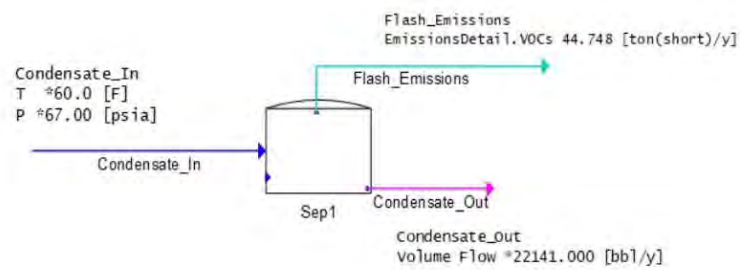 Flash_Emissions
EmissionsDetail.VOCs 44.748 [ton(short)/y]
Flash_Emissions
Condensate_In
T *60.0 [F]
P *67.00 [psia]
Condensate_In
Sep1
Condensate_Out
Condensate_Out
Volume Flow *22141.000 [bbl/y]